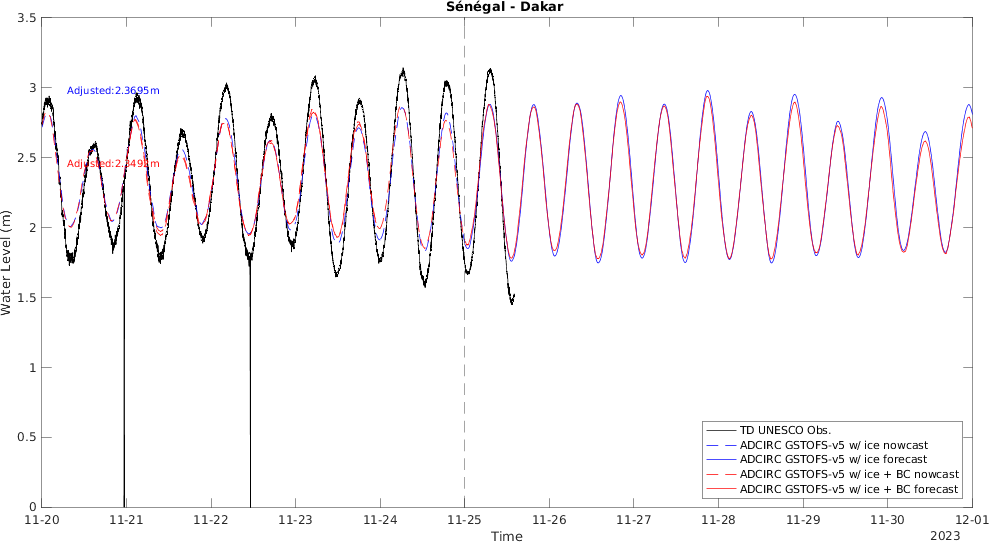 Sénégal - Dakar
Water Level (m)
3.5
3
2.5
2
1.5
1
0.5
0
Adjusted:2.3695m
TD UNESCO Obs.
ADCIRC GSTOFS-v5 w/ ice nowcast
ADCIRC GSTOFS-v5 w/ ice forecast
ADCIRC GSTOFS-v5 w/ ice + BC nowcast
ADCIRC GSTOFS-v5 w/ ice + BC forecast
11-20 11-21 11-22 11-23 11-24 11-25 11-26 11-27 11-28 11-29 11-30 12-01
Time
2023